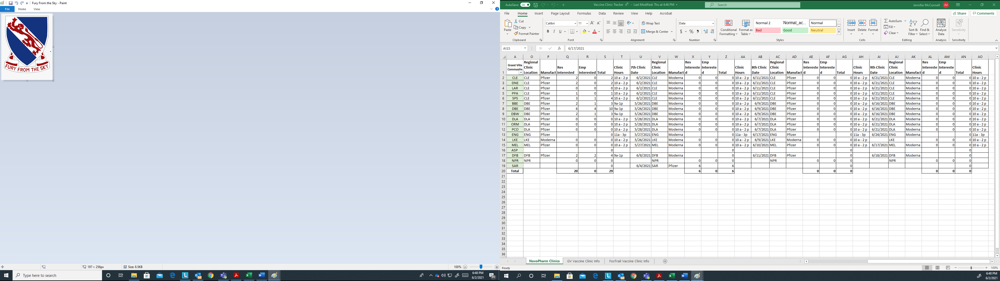 Fury From the Sky - Paint
File Home View
FURY FROM THE SKY
197 × 256px Size: 8.5KB 100%
Type here to search
6:48 PM
6/2/2021
20
AutoSave On Vaccine Clinic Tracker - Last Modified: Thu at 4:46 PM Search Jennifer McConnell JM
File Home Insert Page Layout Formulas Data Review View Help Acrobat Share Comments
Paste Cut Copy Format Painter Clipboard
Calibri 11 B I U Font
Wrap Text Merge & Center Alignment
Date $ % Number
Conditional Formatting Format as Table Normal 2 Normal_ac... Normal Bad Good Neutral Styles
Insert Delete Format Cells
AutoSum Fill Clear Sort & Filter Find & Select Editing
Analyze Data Analysis Sensitivity Sensitivity
AI15 fx 6/17/2021
A O P Q R S T U V W X Y Z AA AB AC AD AE AF AG AH AI AJ AK AL AM AN AO
1 Grand Villa Community Regional Clinic Location Manufact Res Interested Emp Interested Total Clinic Hours 7th Clinic Date Regional Clinic Location Manufact Res Interested Emp Interested Total Clinic Hours 8th Clinic Date Regional Clinic Location Manufact Res Interested Emp Interested Total Clinic Hours 9th Clinic Date Regional Clinic Location Manufact Res Interested Emp Interested Total Clinic Hours
2 CLE CLE Pfizer 2 0 2 10 a - 2 p 6/2/2021 CLE Moderna 0 0 0 10 a - 2 p 6/11/2021 CLE Pfizer 0 0 0 10 a - 2 p 6/21/2021 CLE Moderna 0 0 0 10 a - 2 p
3 DNE CLE Pfizer 2 0 2 10 a - 2 p 6/2/2021 CLE Moderna 0 0 0 10 a - 2 p 6/11/2021 CLE Pfizer 0 0 0 10 a - 2 p 6/21/2021 CLE Moderna 0 0 0 10 a - 2 p
4 LAR CLE Pfizer 0 0 0 10 a - 2 p 6/2/2021 CLE Moderna 0 0 0 10 a - 2 p 6/11/2021 CLE Pfizer 0 0 0 10 a - 2 p 6/21/2021 CLE Moderna 0 0 0 10 a - 2 p
5 PPA CLE Pfizer 1 0 1 10 a - 2 p 6/2/2021 CLE Moderna 0 0 0 10 a - 2 p 6/11/2021 CLE Pfizer 0 0 0 10 a - 2 p 6/21/2021 CLE Moderna 0 0 0 10 a - 2 p
6 SPS CLE Pfizer 3 1 4 10 a - 2 p 6/2/2021 CLE Moderna 0 0 0 10 a - 2 p 6/11/2021 CLE Pfizer 0 0 0 10 a - 2 p 6/21/2021 CLE Moderna 0 0 0 10 a - 2 p
7 BBE DBE Pfizer 2 1 3 9a-1p 5/26/2021 DBE Moderna 0 0 0 10 a - 2 p 6/9/2021 DBE Pfizer 0 0 0 10 a - 2 p 6/16/2021 DBE Moderna 0 0 0 10 a - 2 p
8 DBE DBE Pfizer 6 4 10 9a-1p 5/26/2021 DBE Moderna 0 0 0 10 a - 2 p 6/9/2021 DBE Pfizer 0 0 0 10 a - 2 p 6/16/2021 DBE Moderna 0 0 0 10 a - 2 p
9 DBW DBE Pfizer 2 1 3 9a-1p 5/26/2021 DBE Moderna 0 0 0 10 a - 2 p 6/9/2021 DBE Pfizer 0 0 0 10 a - 2 p 6/16/2021 DBE Moderna 0 0 0 10 a - 2 p
10 DLA DLA Pfizer 0 0 0 10 a - 2 p 5/28/2021 DLA Moderna 0 0 0 10 a - 2 p 6/7/2021 DLA Pfizer 0 0 0 10 a - 2 p 6/21/2021 DLA Moderna 0 0 0 10 a - 2 p
11 ORM DLA Pfizer 0 0 0 10 a - 2 p 5/28/2021 DLA Moderna 0 0 0 10 a - 2 p 6/7/2021 DLA Pfizer 0 0 0 10 a - 2 p 6/21/2021 DLA Moderna 0 0 0 10 a - 2 p
12 PCO DLA Pfizer 0 0 0 10 a - 2 p 5/28/2021 DLA Moderna 0 0 0 10 a - 2 p 6/7/2021 DLA Pfizer 0 0 0 10 a - 2 p 6/21/2021 DLA Moderna 0 0 0 10 a - 2 p
13 ENG ENG Pfizer 0 11a - 3p 5/27/2021 ENG Moderna 0 11a - 3p 6/17/2021 ENG Pfizer 0 11a - 3p 6/24/2021 ENG Moderna 0 11a - 3p
14 LKE LKE Moderna 0 0 0 10 a - 2 p 5/26/2021 LKE Moderna 0 0 0 10 a - 2 p 6/9/2021 LKE Moderna 0 0 0 10 a - 2 p LKE 0 0 0 10 a - 2 p
15 MEL MEL Pfizer 0 0 0 10 a - 2 p 5/27/2021 MEL Moderna 0 0 0 10 a - 2 p 6/10/2021 MEL Pfizer 0 0 0 10 a - 2 p 6/17/2021 MEL Moderna 0 0 0 10 a - 2 p
16 ASP 0 0 0 0
17 DFB DFB Pfizer 2 2 4 9a-1p 6/8/2021 DFB Moderna 0 6/11/2021 DFB Pfizer 0 6/18/2021 DFB Moderna 0
18 NPR NPR 0 0 0 NPR 0 0 0 NPR 0 0 0 NPR 0 0 0
19 SAR 0 6/4/2021 SAR Pfizer 6 6 0 0
20 Total 20 0 29 6 0 6 0 0 0 0 0 0
21
22
23
24
25
26
27
28
29
30
31
32
33
34
35
36
NovoPharm Clinics GV Vaccine Clinic Info FoxTrail Vaccine Clinic Info
Ready 100%
6:48 PM
6/2/2021